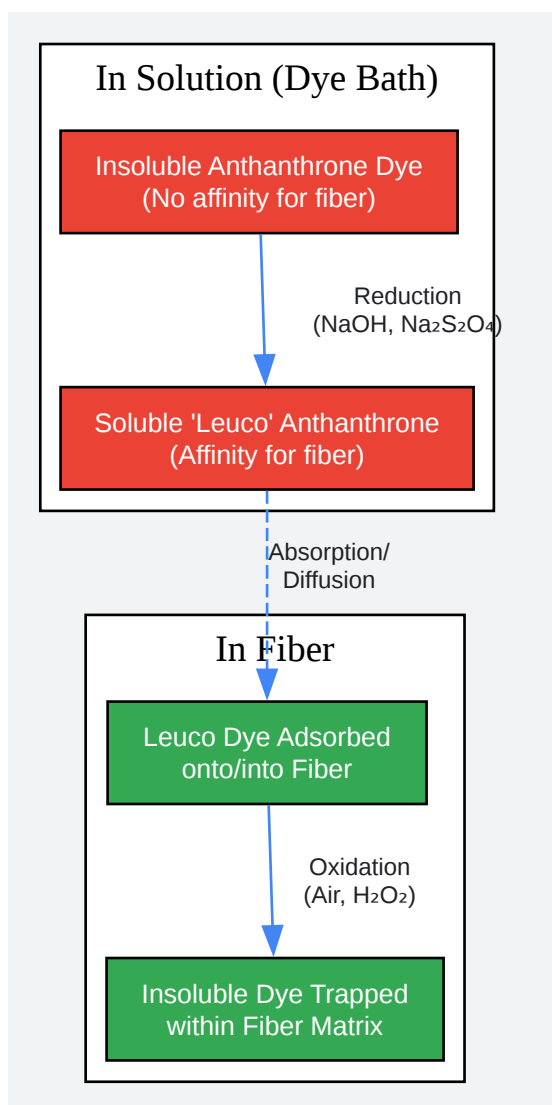 In Solution (Dye Bath)
Insoluble Anthanthrone Dye
(No affinity for fiber)
Reduction
(NaOH, Na₂S₂O₄)
Soluble 'Leuco' Anthanthrone
(Affinity for fiber)
Absorption/
Diffusion
In Fiber
Leuco Dye Adsorbed
onto/into Fiber
Oxidation
(Air, H₂O₂)
Insoluble Dye Trapped
within Fiber Matrix